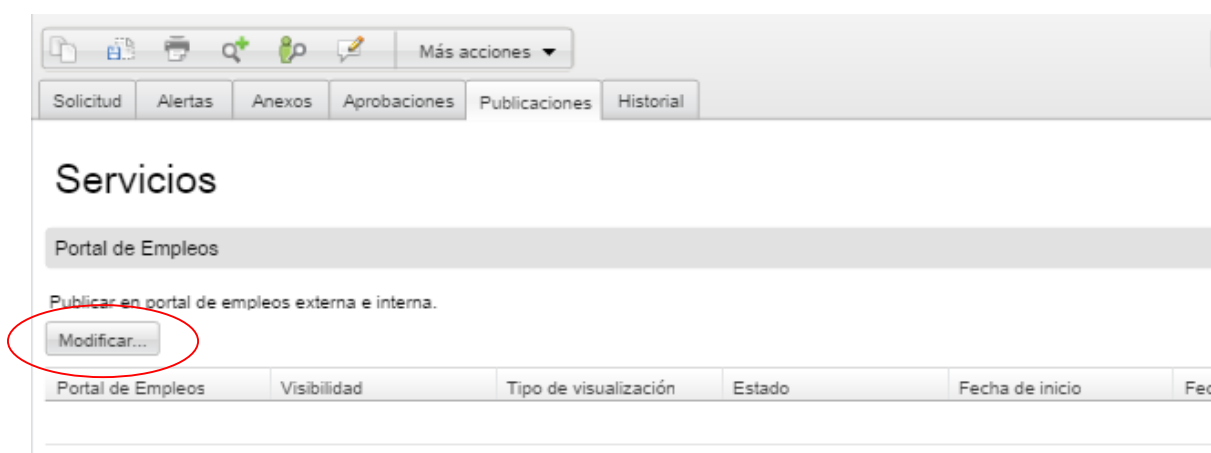 Más acciones
Solicitud Alertas Anexos Aprobaciones Publicaciones Historial
Servicios
Portal de Empleos
Publicar en portal de empleos externa e interna.
Modificar...
Portal de Empleos Visibilidad Tipo de visualización Estado Fecha de inicio